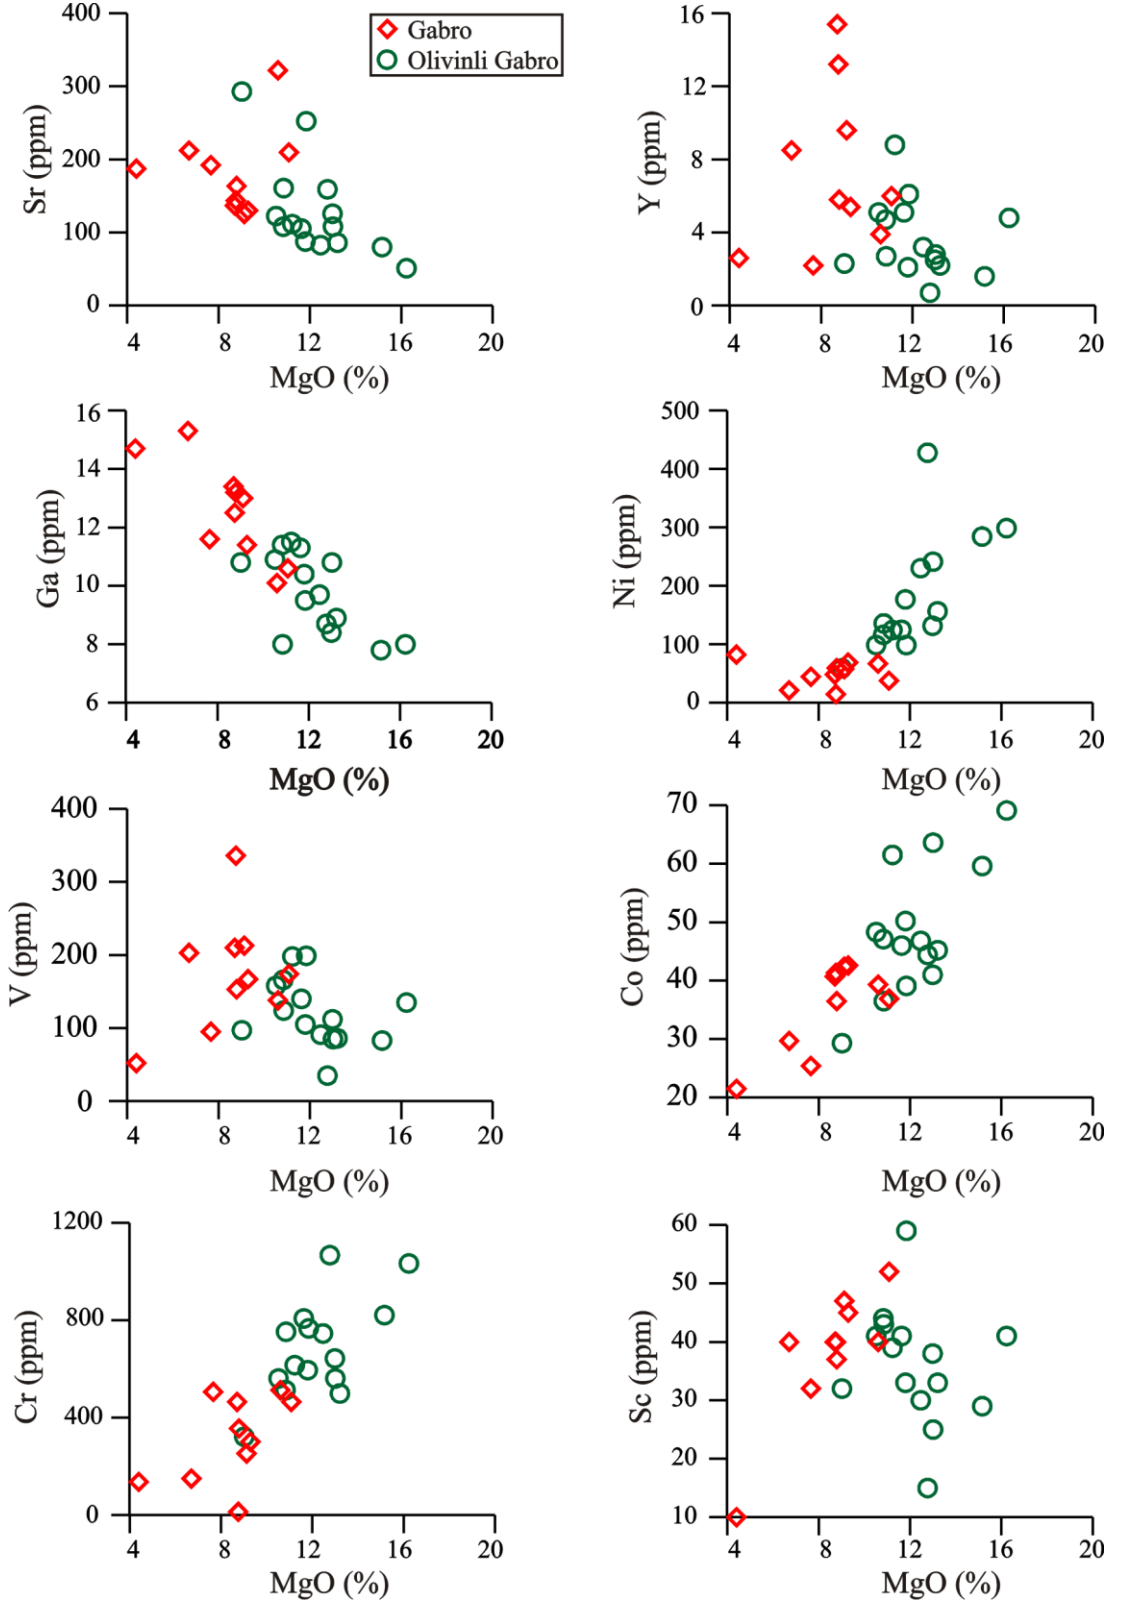 Gabro
Olivinli Gabro
400
300
200
100
0
Sr (ppm)
4 8 12 16 20
MgO (%)
16
12
8
4
0
Y (ppm)
4 8 12 16 20
MgO (%)
16
14
12
10
8
6
Ga (ppm)
4 8 12 16 20
MgO (%)
500
400
300
200
100
0
Ni (ppm)
4 8 12 16 20
MgO (%)
400
300
200
100
0
V (ppm)
4 8 12 16 20
MgO (%)
70
60
50
40
30
20
Co (ppm)
4 8 12 16 20
MgO (%)
1200
800
400
0
Cr (ppm)
4 8 12 16 20
MgO (%)
60
50
40
30
20
10
Sc (ppm)
4 8 12 16 20
MgO (%)